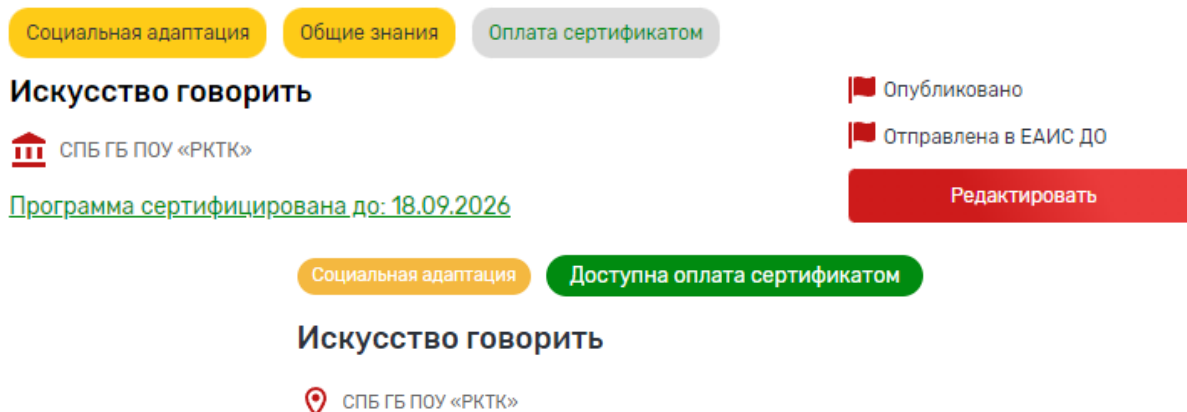 Социальная адаптация Общие знания Оплата сертификатом
Искусство говорить
Опубликовано
СПБ ГБ ПОУ «РКТК»
Отправлена в ЕАИС ДО
Программа сертифицирована до: 18.09.2026
Редактировать
Социальная адаптация Доступна оплата сертификатом
Искусство говорить
СПБ ГБ ПОУ «РКТК»